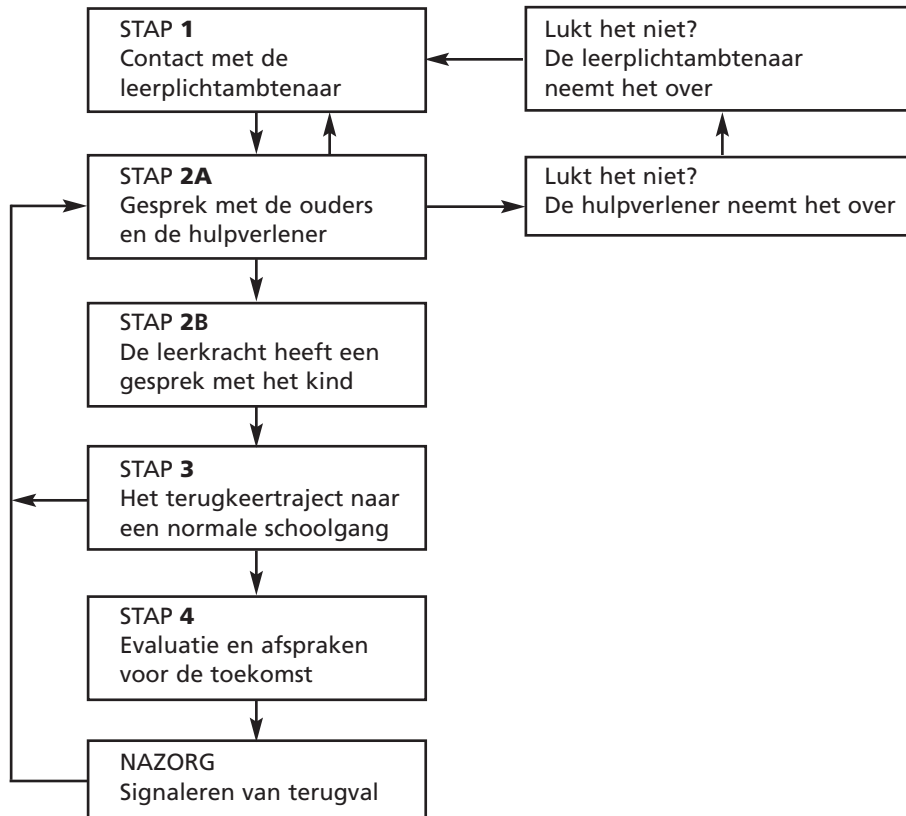 STAP 1
Contact met de
leerplichtambtenaar
Lukt het niet?
De leerplichtambtenaar
neemt het over
STAP 2A
Gesprek met de ouders
en de hulpverlener
Lukt het niet?
De hulpverlener neemt het over
STAP 2B
De leerkracht heeft een
gesprek met het kind
STAP 3
Het terugkeertraject naar
een normale schoolgang
STAP 4
Evaluatie en afspraken
voor de toekomst
NAZORG
Signaleren van terugval